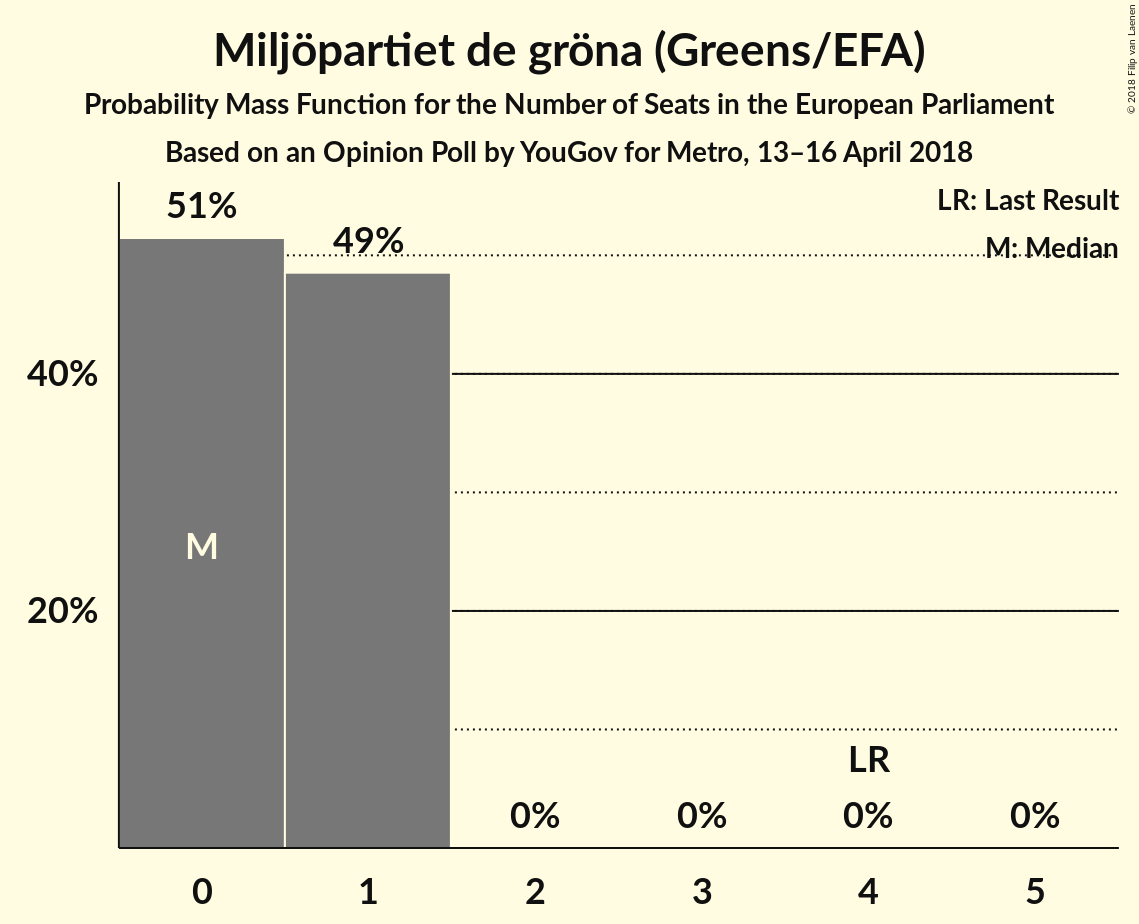 Miljöpartiet de gröna (Greens/EFA)
Probability Mass Function for the Number of Seats in the European Parliament
Based on an Opinion Poll by YouGov for Metro, 13–16 April 2018
© 2018 Filip van Laenen
LR: Last Result
M: Median
51%
49%
40%
20%
M
LR
0%
0%
0%
0%
0
1
2
3
4
5